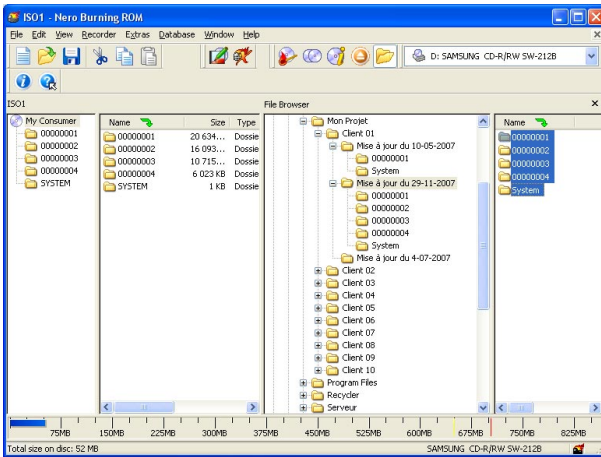 ISO1 - Nero Burning ROM
File Edit View Recorder Extras Database Window Help
D: SAMSUNG CD-R/RW SW-212B
ISO1
My Consumer
00000001
00000002
00000003
00000004
SYSTEM
Name Size Type
00000001 20 634... Dossie
00000002 16 093... Dossie
00000003 10 715... Dossie
00000004 6 023 KB Dossie
SYSTEM 1 KB Dossie
File Browser
Mon Projet
Client 01
Mise à jour du 10-05-2007
00000001
System
Mise à jour du 29-11-2007
00000001
00000002
00000003
00000004
System
Mise à jour du 4-07-2007
Client 02
Client 03
Client 04
Client 05
Client 06
Client 07
Client 08
Client 09
Client 10
Program Files
Recycler
Serveur
Name
00000001
00000002
00000003
00000004
System
75MB 150MB 225MB 300MB 375MB 450MB 525MB 600MB 675MB 750MB 825MB
Total size on disc: 52 MB SAMSUNG CD-R/RW SW-212B